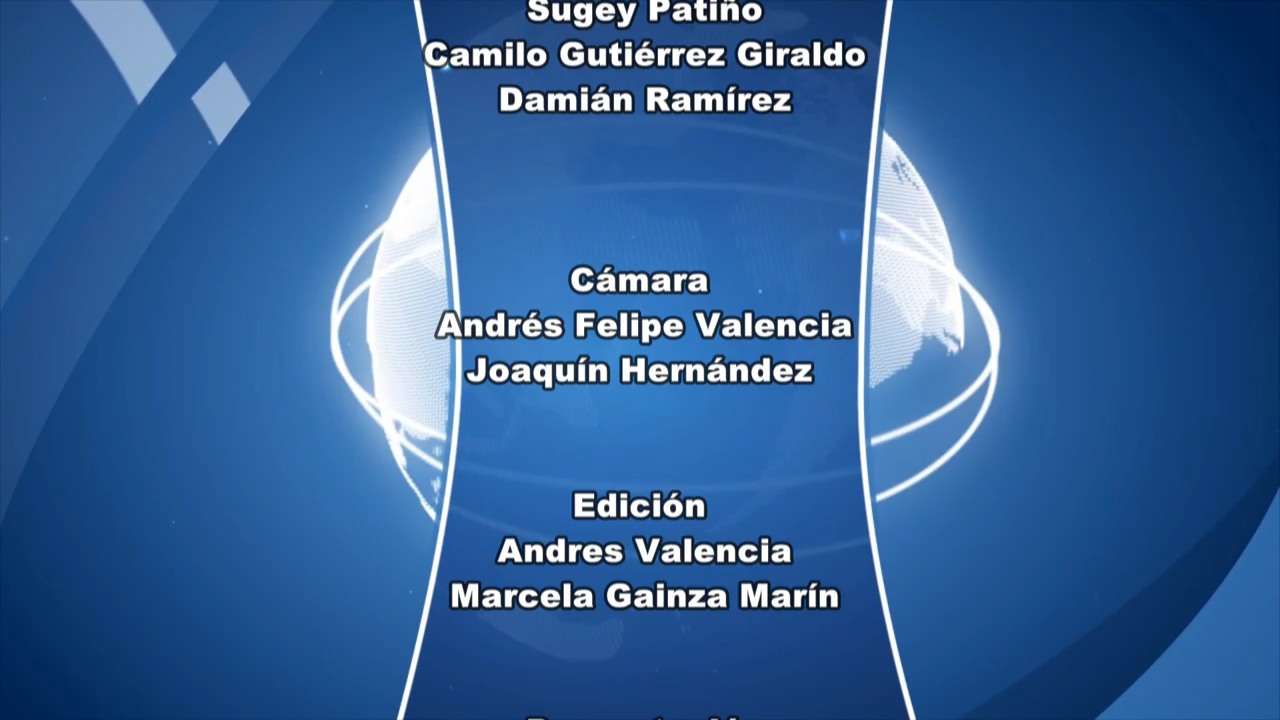 Sugey Patiño
Camilo Gutiérrez Giraldo
Damián Ramírez
Cámara
Andrés Felipe Valencia
Joaquín Hernández
Edición
Andres Valencia
Marcela Gainza Marín